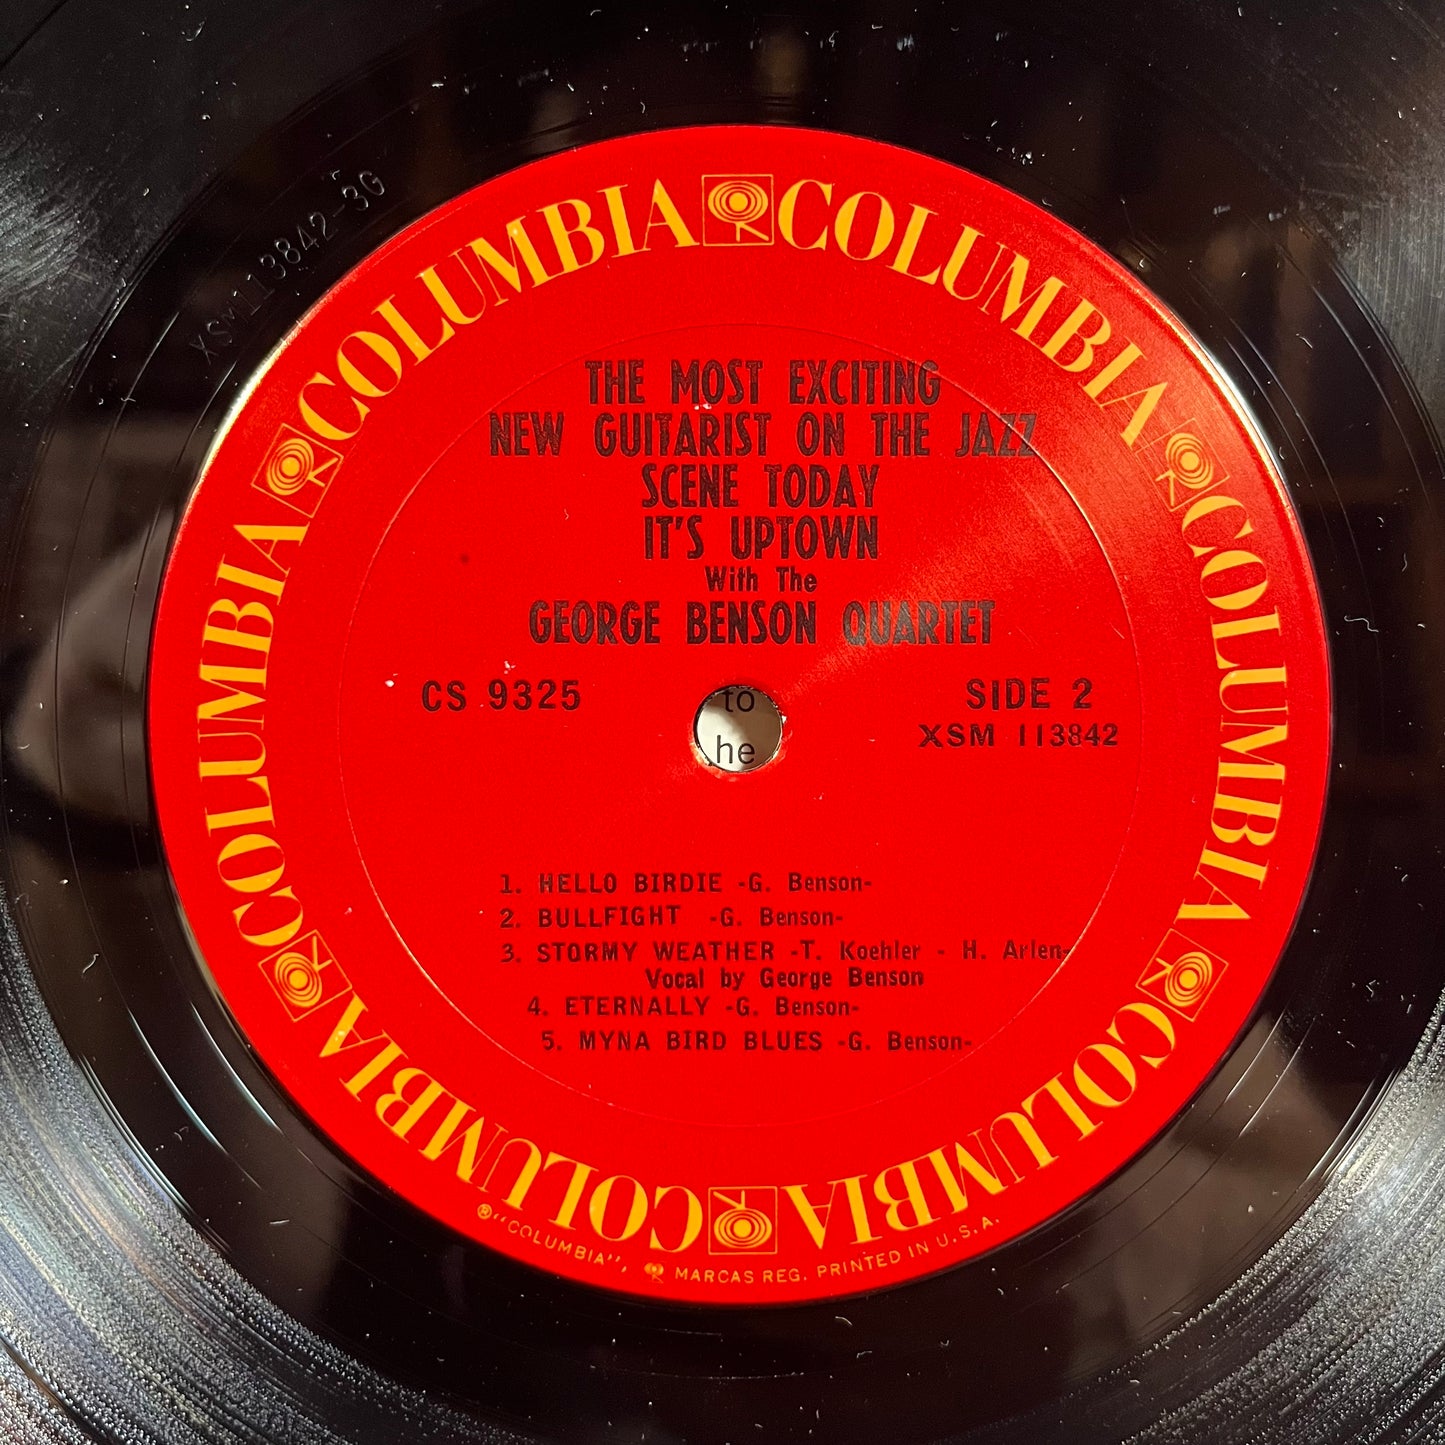 XSM113842-3G
COLUMBIA COLUMBIA COLUMBIA COLUMBIA COLUMBIA COLUMBIA
THE MOST EXCITING
NEW GUITARIST ON THE JAZZ
SCENE TODAY
IT'S UPTOWN
With The
GEORGE BENSON QUARTET
CS 9325
SIDE 2
XSM 113842
to
he
1. HELLO BIRDIE -G. Benson-
2. BULLFIGHT -G. Benson-
3. STORMY WEATHER -T. Koehler - H. Arlen-
Vocal by George Benson
4. ETERNALLY -G. Benson-
5. MYNA BIRD BLUES -G. Benson-
®"COLUMBIA", MARCAS REG. PRINTED IN U.S.A.